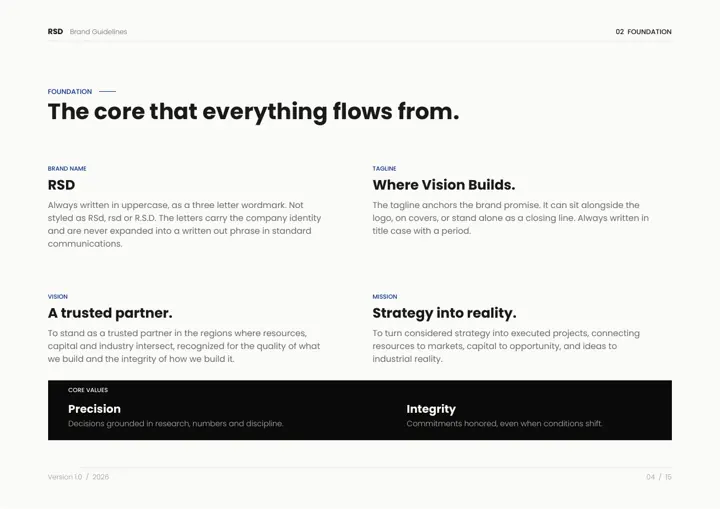 RSD Brand Guidelines
02 FOUNDATION
FOUNDATION
The core that everything flows from.
BRAND NAME
RSD
Always written in uppercase, as a three letter wordmark. Not
styled as RSd, rsd or R.S.D. The letters carry the company identity
and are never expanded into a written out phrase in standard
communications.
TAGLINE
Where Vision Builds.
The tagline anchors the brand promise. It can sit alongside the
logo, on covers, or stand alone as a closing line. Always written in
title case with a period.
VISION
A trusted partner.
To stand as a trusted partner in the regions where resources,
capital and industry intersect, recognized for the quality of what
we build and the integrity of how we build it.
MISSION
Strategy into reality.
To turn considered strategy into executed projects, connecting
resources to markets, capital to opportunity, and ideas to
industrial reality.
CORE VALUES
Precision
Decisions grounded in research, numbers and discipline.
Integrity
Commitments honored, even when conditions shift.
Version 1.0 / 2026
04 / 15